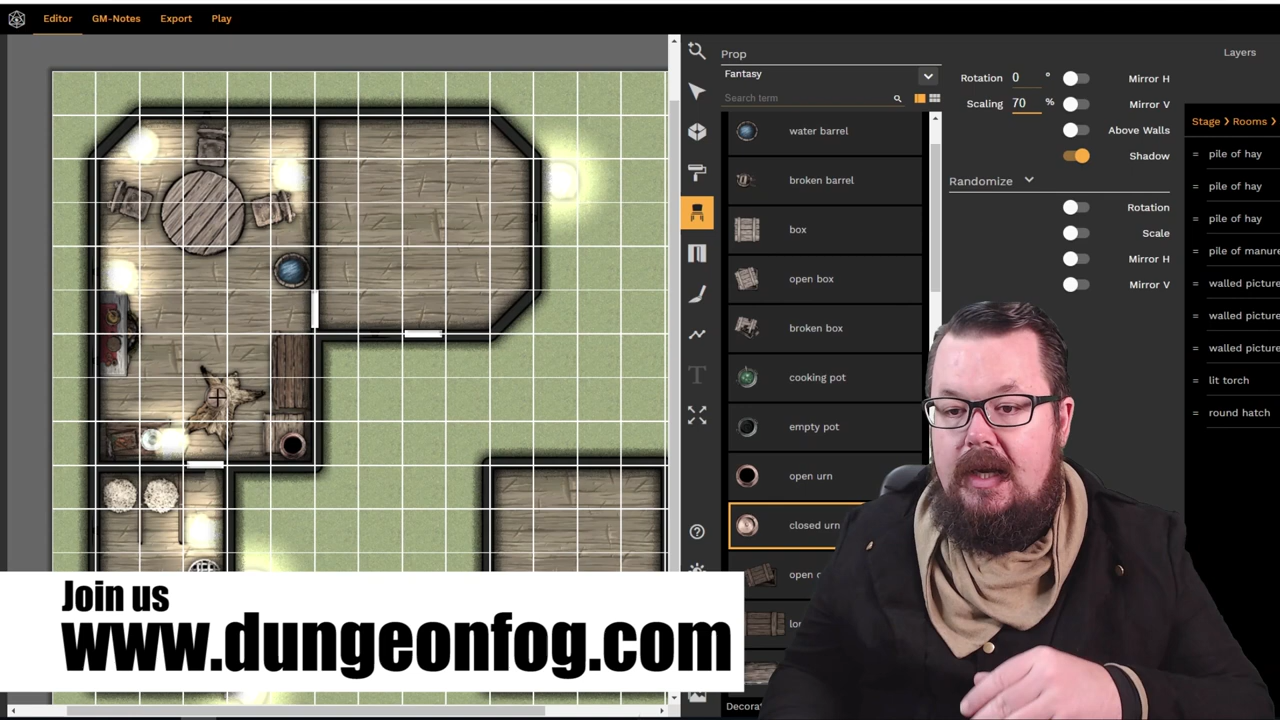 Editor
GM-Notes
Export
Play
Prop
Fantasy
Search term
water barrel
broken barrel
box
open box
broken box
cooking pot
empty pot
open urn
closed urn
open
Decorat
Rotation 0 °
Scaling 70 %
Mirror H
Mirror V
Above Walls
Shadow
Randomize
Rotation
Scale
Mirror H
Mirror V
Layers
Stage > Rooms >
= pile of hay
= pile of hay
= pile of hay
= pile of manure
= walled picture
= walled picture
= walled picture
= lit torch
= round hatch
Join us
www.dungeonfog.com